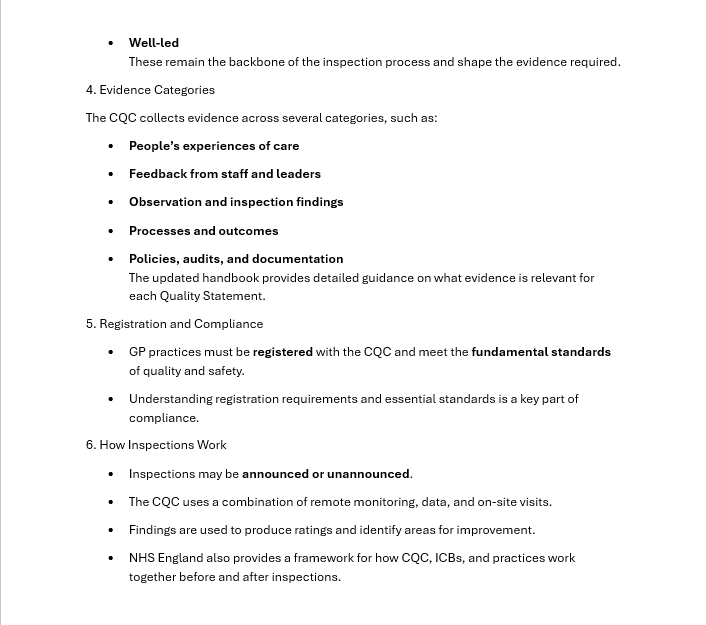 • Well-led
These remain the backbone of the inspection process and shape the evidence required.
4. Evidence Categories
The CQC collects evidence across several categories, such as:
• People’s experiences of care
• Feedback from staff and leaders
• Observation and inspection findings
• Processes and outcomes
• Policies, audits, and documentation
The updated handbook provides detailed guidance on what evidence is relevant for
each Quality Statement.
5. Registration and Compliance
• GP practices must be registered with the CQC and meet the fundamental standards
of quality and safety.
• Understanding registration requirements and essential standards is a key part of
compliance.
6. How Inspections Work
• Inspections may be announced or unannounced.
• The CQC uses a combination of remote monitoring, data, and on-site visits.
• Findings are used to produce ratings and identify areas for improvement.
• NHS England also provides a framework for how CQC, ICBs, and practices work
together before and after inspections.